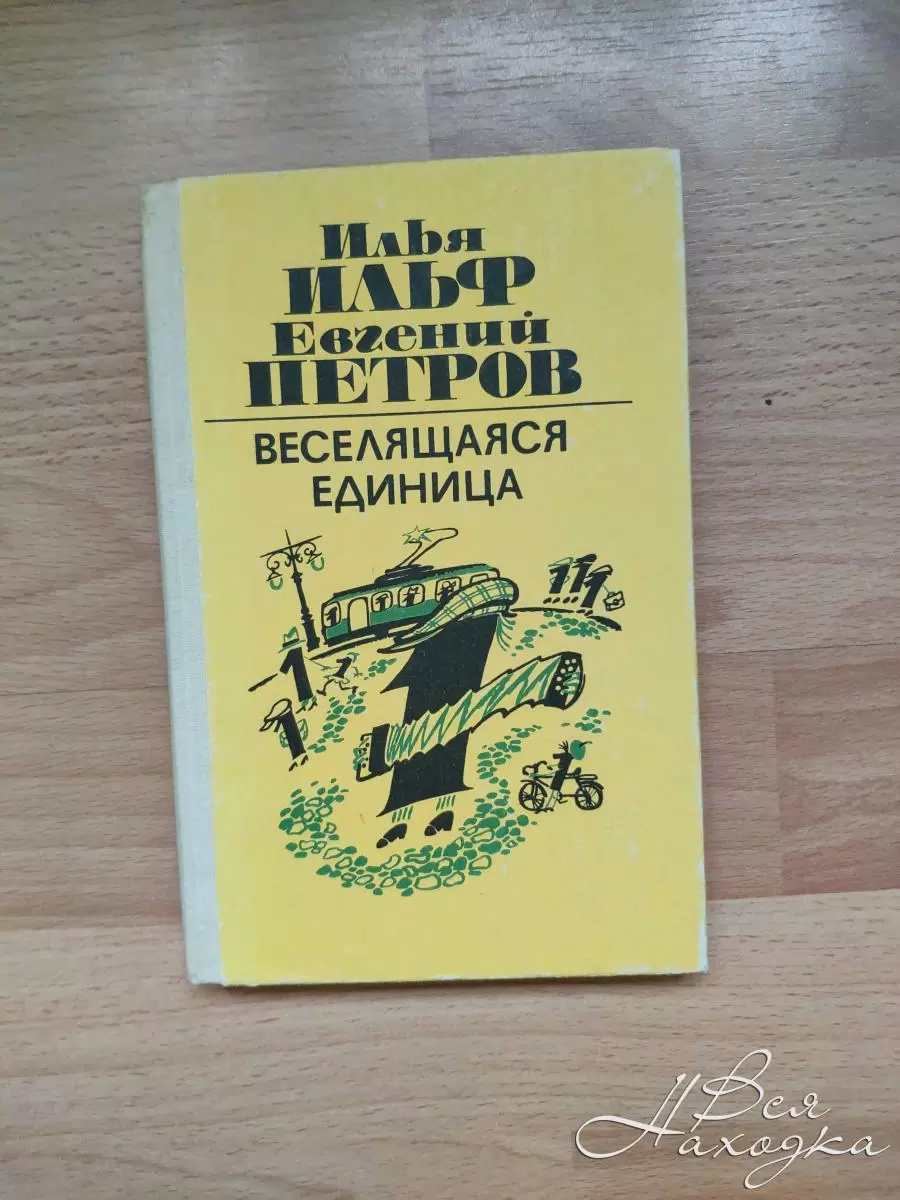 Илья
ИЛЬФ
Евгений
ПЕТРОВ
ВЕСЕЛЯЩАЯСЯ
ЕДИНИЦА
Вся
Находка